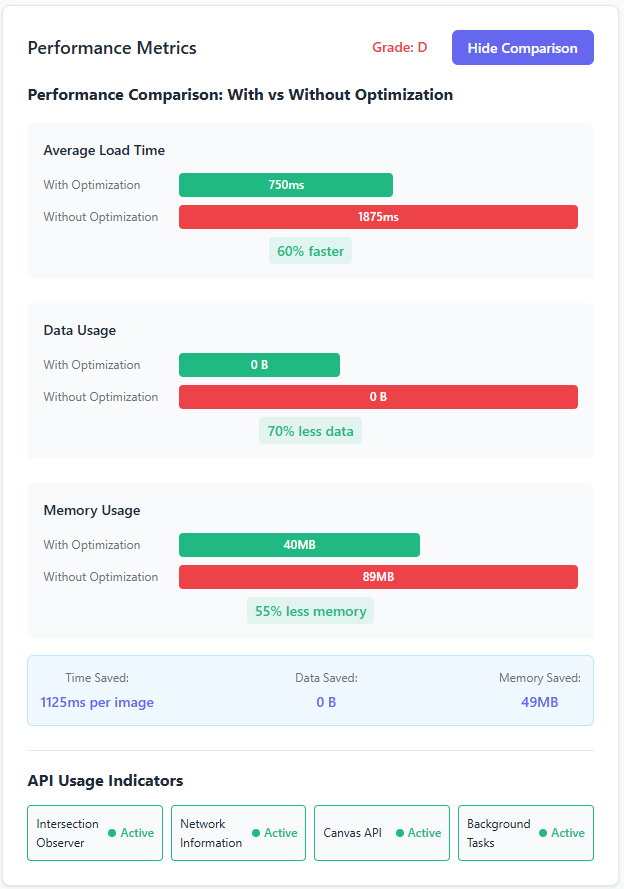 Performance Metrics
Grade: D
Hide Comparison
Performance Comparison: With vs Without Optimization
Average Load Time
With Optimization
750ms
Without Optimization
1875ms
60% faster
Data Usage
With Optimization
0 B
Without Optimization
0 B
70% less data
Memory Usage
With Optimization
40MB
Without Optimization
89MB
55% less memory
Time Saved:
1125ms per image
Data Saved:
0 B
Memory Saved:
49MB
API Usage Indicators
Intersection
Observer
Active
Network
Information
Active
Canvas API
Active
Background
Tasks
Active